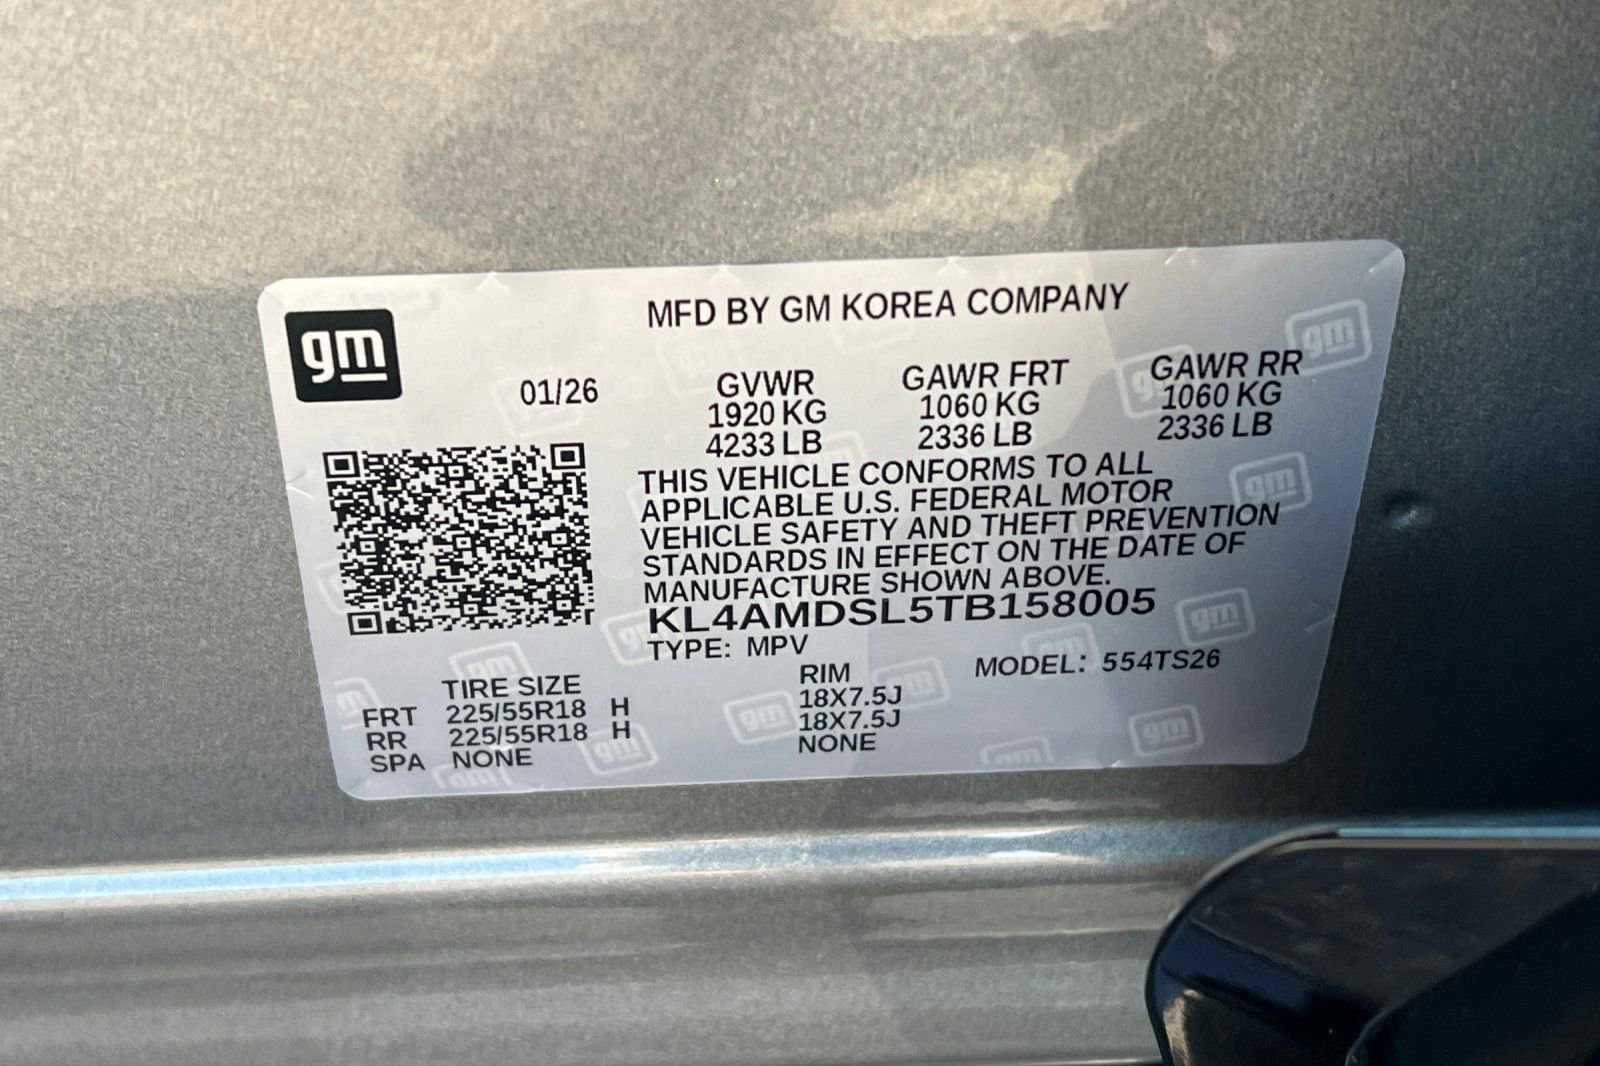 gm
MFD BY GM KOREA COMPANY
01/26
GVWR GAWR FRT GAWR RR
1920 KG 1060 KG 1060 KG
4233 LB 2336 LB 2336 LB
THIS VEHICLE CONFORMS TO ALL
APPLICABLE U.S. FEDERAL MOTOR
VEHICLE SAFETY AND THEFT PREVENTION
STANDARDS IN EFFECT ON THE DATE OF
MANUFACTURE SHOWN ABOVE.
KL4AMDSL5TB158005
TYPE: MPV
MODEL: 554TS26
TIRE SIZE RIM
FRT 225/55R18 H 18X7.5J
RR 225/55R18 H 18X7.5J
SPA NONE NONE